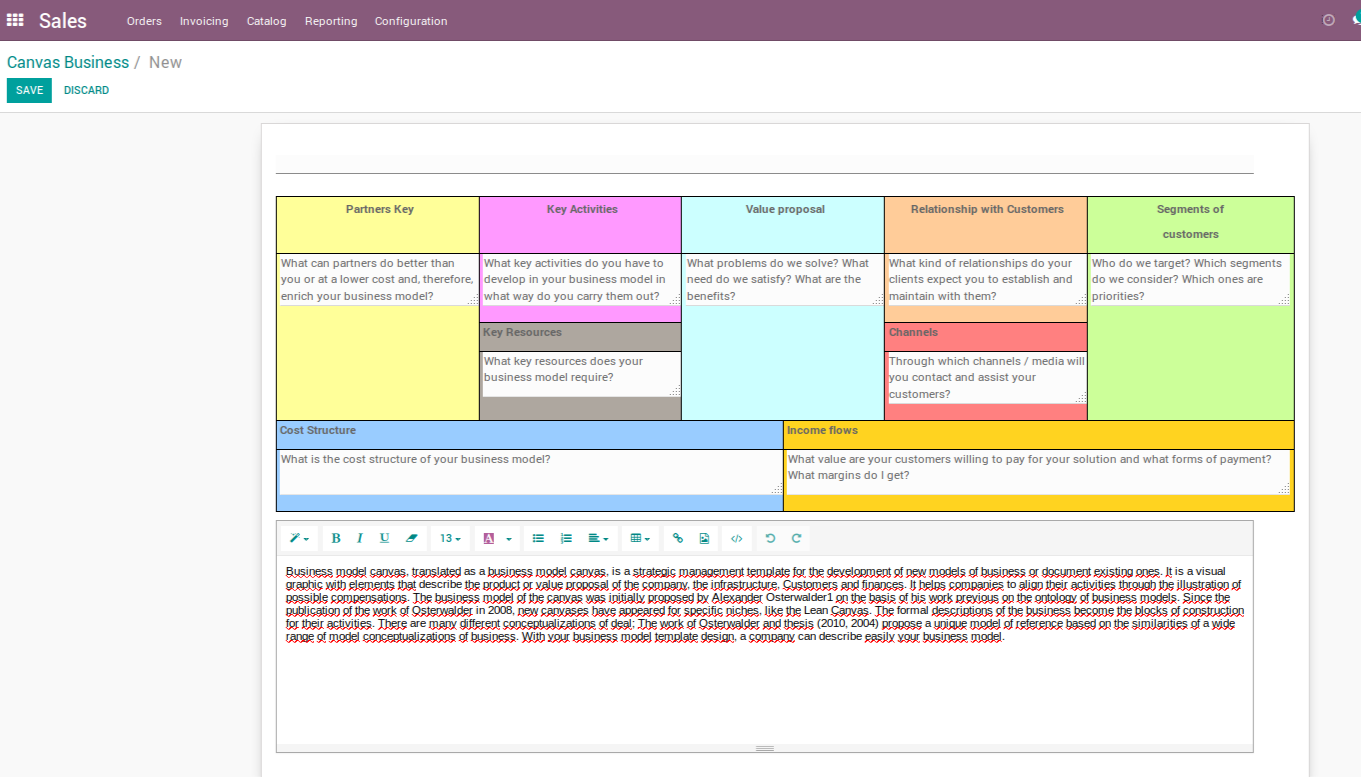 Sales
Orders
Invoicing
Catalog
Reporting
Configuration
Canvas Business / New
SAVE
DISCARD
Partners Key
Key Activities
Value proposal
Relationship with Customers
Segments of
customers
What can partners do better than
you or at a lower cost and, therefore,
enrich your business model?
What key activities do you have to
develop in your business model in
what way do you carry them out?
What problems do we solve? What
need do we satisfy? What are the
benefits?
What kind of relationships do your
clients expect you to establish and
maintain with them?
Who do we target? Which segments
do we consider? Which ones are
priorities?
Key Resources
What key resources does your
business model require?
Channels
Through which channels / media will
you contact and assist your
customers?
Cost Structure
What is the cost structure of your business model?
Income flows
What value are your customers willing to pay for your solution and what forms of payment?
What margins do I get?
B
I
U
13
A
</>
Business model canvas, translated as a business model canvas, is a strategic management template for the development of new models of business or document existing ones. It is a visual
graphic with elements that describe the product or value proposal of the company, the infrastructure, Customers and finances. It helps companies to align their activities through the illustration of
possible compensations. The business model of the canvas was initially proposed by Alexander Osterwalder1 on the basis of his work previous on the ontology of business models. Since the
publication of the work of Osterwalder in 2008, new canvases have appeared for specific niches, like the Lean Canvas. The formal descriptions of the business become the blocks of construction
for their activities. There are many different conceptualizations of deal; The work of Osterwalder and thesis (2010, 2004) propose a unique model of reference based on the similarities of a wide
range of model conceptualizations of business. With your business model template design, a company can describe easily your business model.